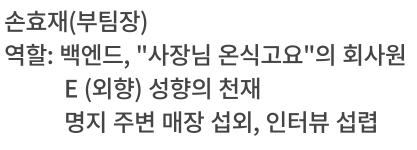 손효재(부팀장)
역할: 백엔드, "사장님 온식고요"의 회사원
E (외향) 성향의 천재
명지 주변 매장 섭외, 인터뷰 섭렵